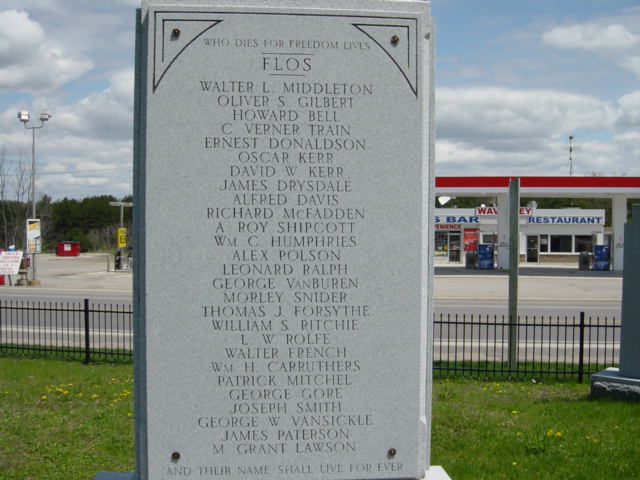 WHO DIES FOR FREEDOM LIVES
FLOS
WALTER L. MIDDLETON
OLIVER S. GILBERT
HOWARD BELL
C. VERNER TRAIN
ERNEST DONALDSON
OSCAR KERR
DAVID W. KERR
JAMES DRYSDALE
ALFRED DAVIS
RICHARD McFADDEN
A. ROY SHIPCOTT
Wm. C. HUMPHRIES
ALEX POLSON
LEONARD RALPH
GEORGE VanBUREN
MORLEY SNIDER
THOMAS J. FORSYTHE
WILLIAM S. RITCHIE
L. W. ROLFE
WALTER FRENCH
Wm. H. CARRUTHERS
PATRICK MITCHEL
GEORGE GORE
JOSEPH SMITH
GEORGE W. VANSICKLE
JAMES PATERSON
M. GRANT LAWSON
AND THEIR NAME SHALL LIVE FOR EVER
BAR
RESTAURANT